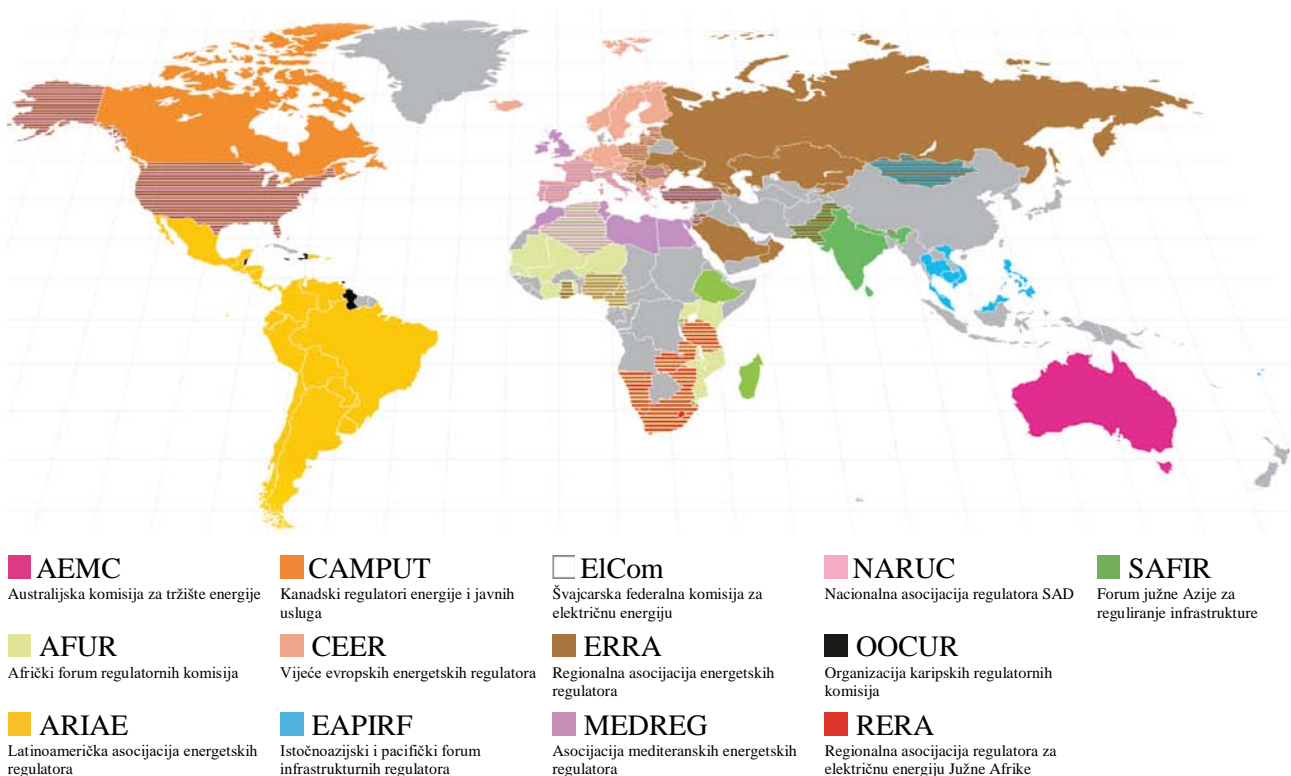 AEMC
Australijska komisija za tržište energije
AFUR
Afrički forum regulatornih komisija
ARIAE
Latinoamerička asocijacija energetskih
regulatora
CAMPUT
Kanadski regulatori energije i javnih
usluga
CEER
Vijeće evropskih energetskih regulatora
EAPIRF
Istočnoazijski i pacifički forum
infrastrukturnih regulatora
ElCom
Švajcarska federalna komisija za
električnu energiju
ERRA
Regionalna asocijacija energetskih
regulatora
MEDREG
Asocijacija mediteranskih energetskih
regulatora
NARUC
Nacionalna asocijacija regulatora SAD
OOCUR
Organizacija karipskih regulatornih
komisija
RERA
Regionalna asocijacija regulatora za
električnu energiju Južne Afrike
SAFIR
Forum južne Azije za
reguliranje infrastrukture